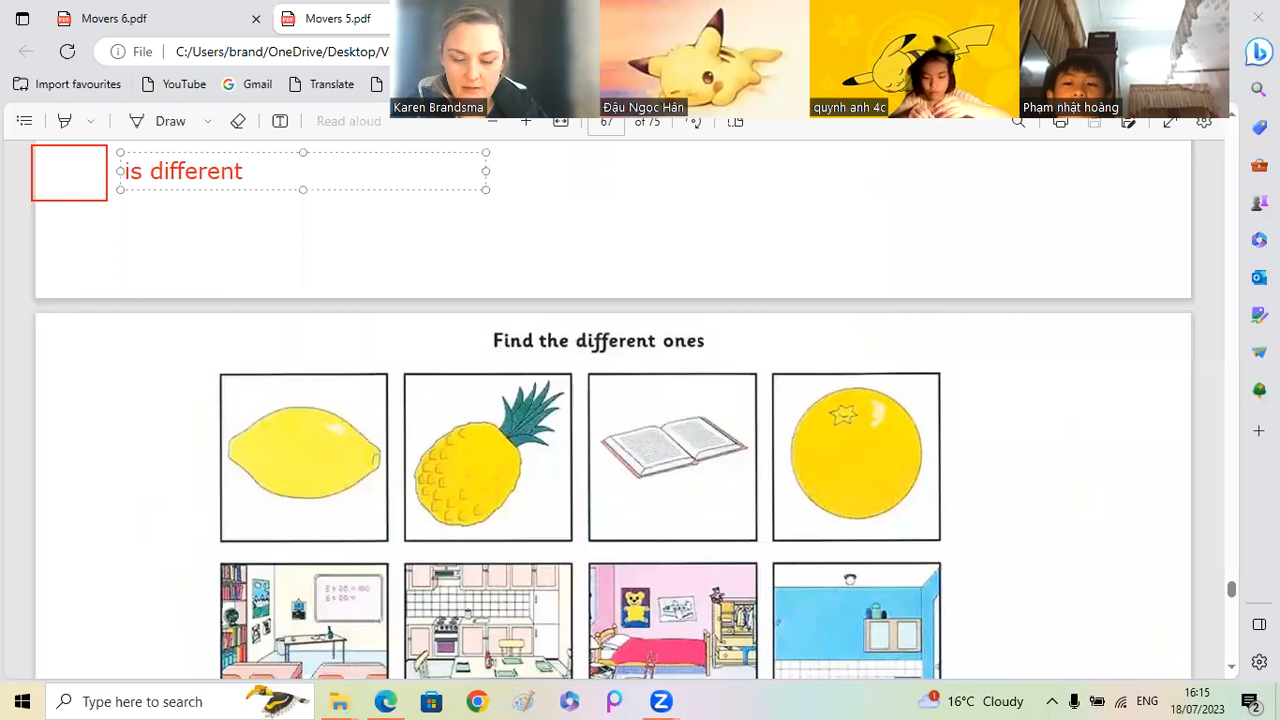 Movers 6.pdf
Movers 5.pdf
File
C:/Users/brand/OneDrive/Desktop/V
Import favourites
YouTube
Gmail
Translate
Karen Brandsma
Đậu Ngọc Hân
quynh anh 4c
Phạm nhật hoàng
Draw
Read aloud
67
of 75
is different
Find the different ones
Type here to search
16°C Cloudy
ENG
16:15
18/07/2023
2